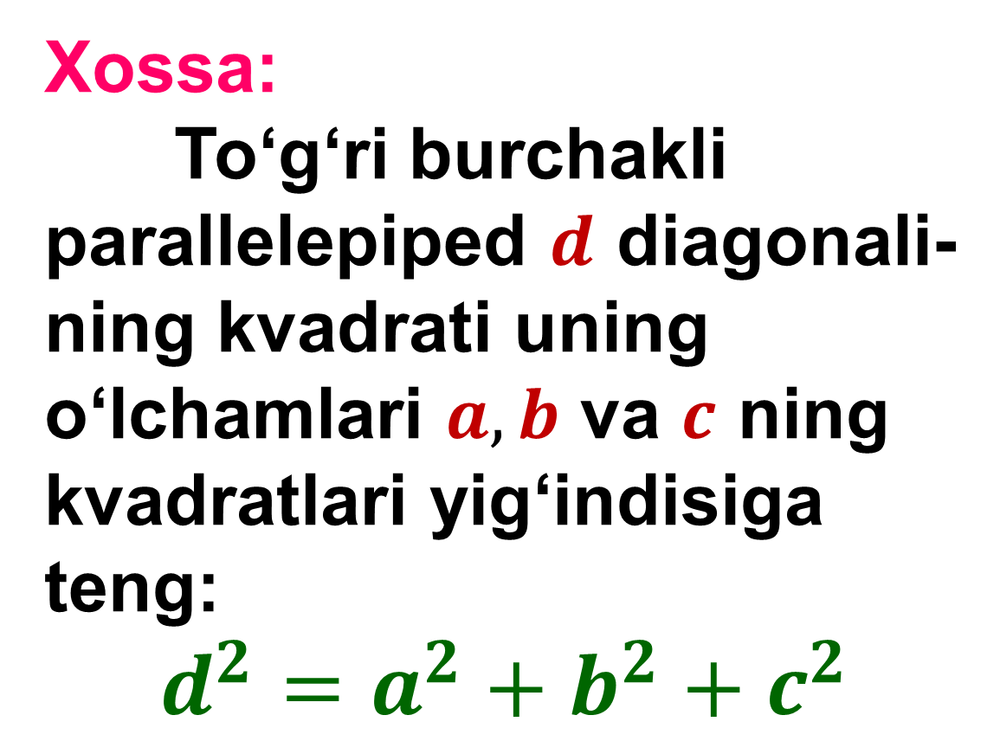 Xossa:
To‘g‘ri burchakli
parallelepiped d diagonali-
ning kvadrati uning
o‘lchamlari a, b va c ning
kvadratlari yig‘indisiga
teng:
d² = a² + b² + c²